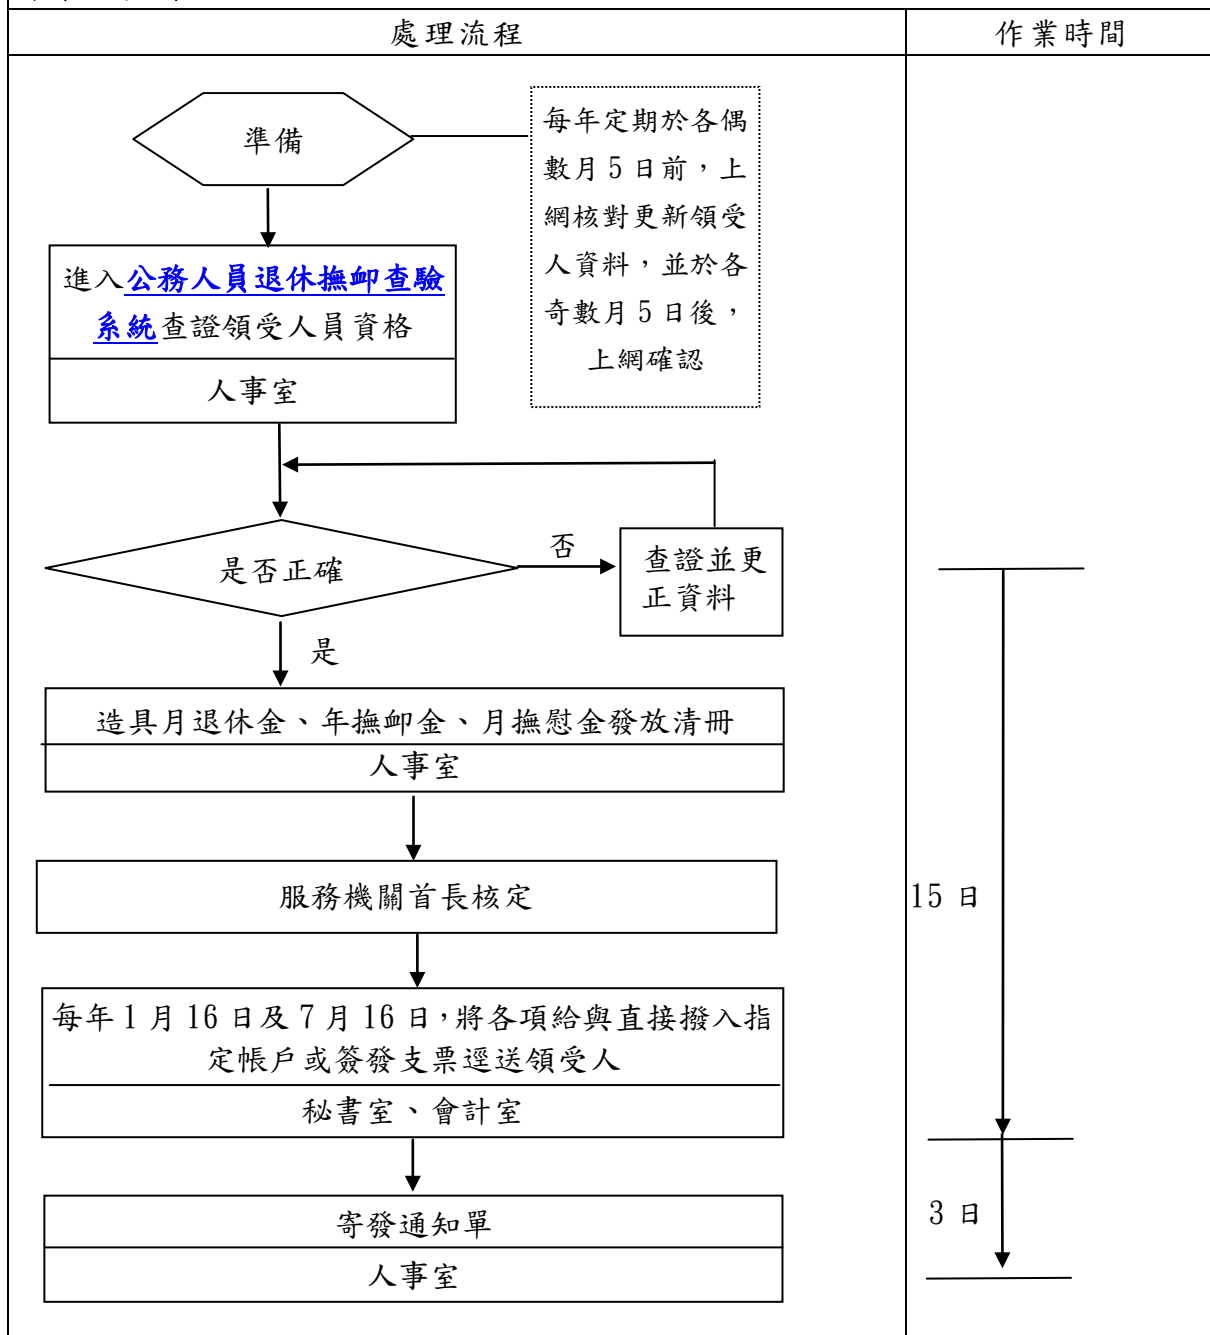 處理流程
作業時間
準備
每年定期於各偶
數月5日前，上
網核對更新領受
人資料，並於各
奇數月5日後，
上網確認
進入公務人員退休撫卹查驗
系統查證領受人員資格
人事室
是否正確
否
查證並更
正資料
是
造具月退休金、年撫卹金、月撫慰金發放清冊
人事室
服務機關首長核定
15日
每年1月16日及7月16日，將各項給與直接撥入指
定帳戶或簽發支票逕送領受人
秘書室、會計室
寄發通知單
人事室
3日